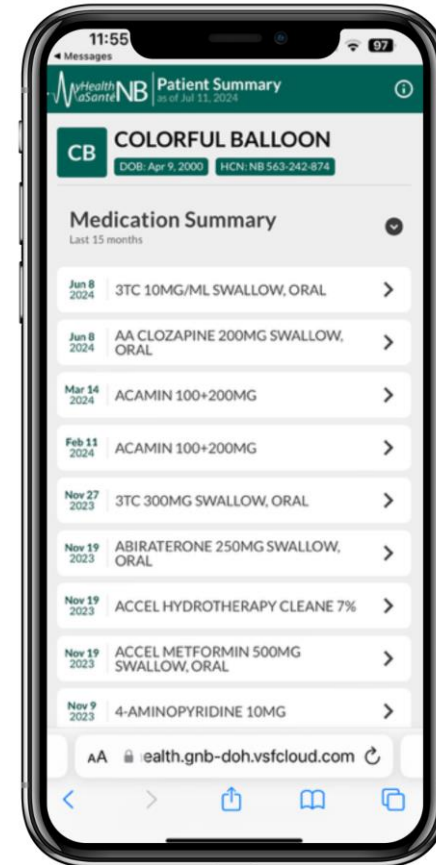 11:55
97
◀ Messages
MyHealth
aSanté
NB
Patient Summary
as of Jul 11, 2024
CB
COLORFUL BALLOON
DOB: Apr 9, 2000
HCN: NB 563-242-874
Medication Summary
Last 15 months
Jun 8
2024
3TC 10MG/ML SWALLOW, ORAL
Jun 8
2024
AA CLOZAPINE 200MG SWALLOW,
ORAL
Mar 14
2024
ACAMIN 100+200MG
Feb 11
2024
ACAMIN 100+200MG
Nov 27
2023
3TC 300MG SWALLOW, ORAL
Nov 19
2023
ABIRATERONE 250MG SWALLOW,
ORAL
Nov 19
2023
ACCEL HYDROTHERAPY CLEANE 7%
Nov 19
2023
ACCEL METFORMIN 500MG
SWALLOW, ORAL
Nov 9
2023
4-AMINOPYRIDINE 10MG
AA
ealth.gnb-doh.vsfcloud.com